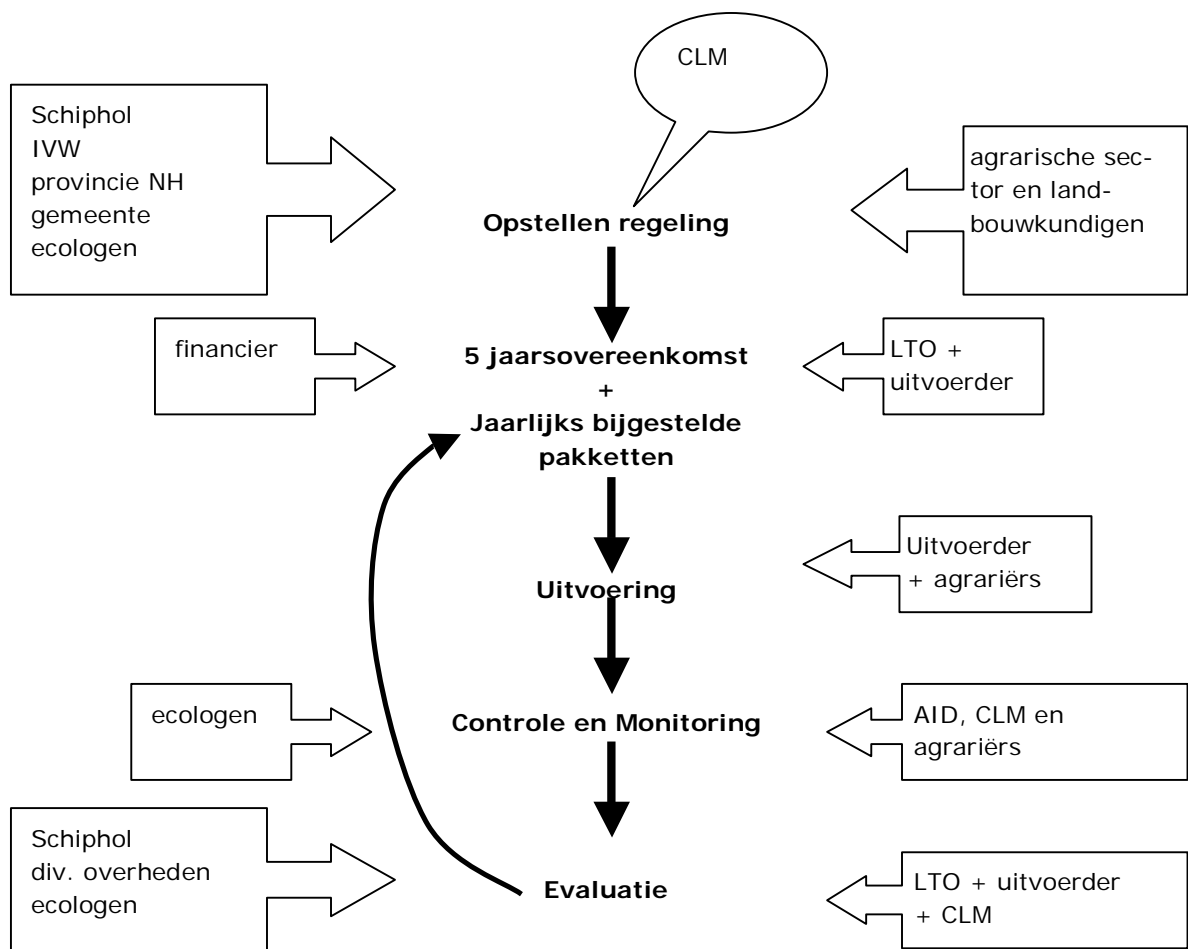 CLM
Schiphol
IVW
provincie NH
gemeente
ecologen
agrarische sec-
tor en land-
bouwkundigen
Opstellen regeling
financier
5 jaarsovereenkomst
+
Jaarlijks bijgestelde
pakketten
LTO +
uitvoerder
Uitvoerder
+ agrariërs
Uitvoering
ecologen
Controle en Monitoring
AID, CLM en
agrariërs
Schiphol
div. overheden
ecologen
Evaluatie
LTO + uitvoerder
+ CLM